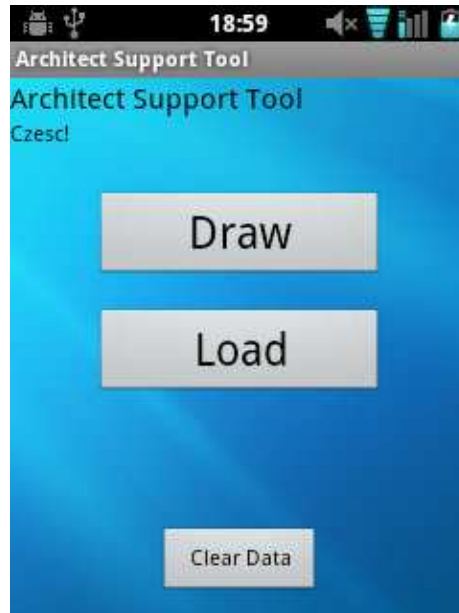 18:59
Architect Support Tool
Architect Support Tool
Czesc!
Draw
Load
Clear Data